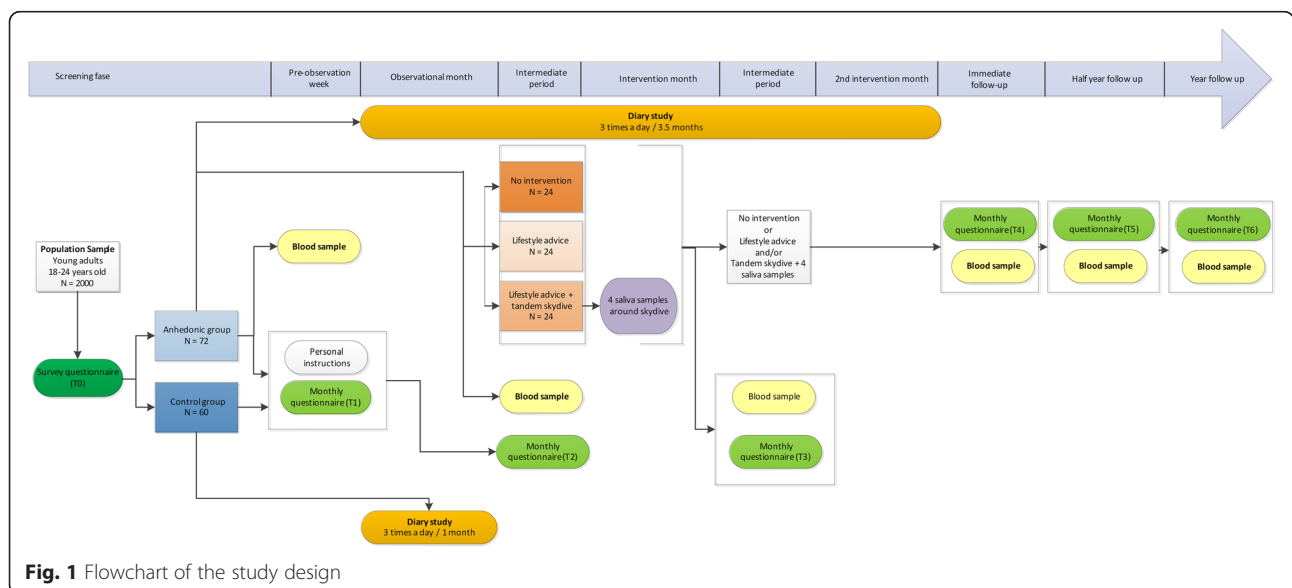 Screening fase
Pre-observation
week
Observational month
Intermediate
period
Intervention month
Intermediate
period
2nd intervention month
Immediate
follow-up
Half year follow up
Year follow up
Diary study
3 times a day / 3.5 months
No intervention
N = 24
Population Sample
Young adults
18-24 years old
N = 2000
Blood sample
Lifestyle advice
N = 24
No intervention
or
Lifestyle advice
and/or
Tandem skydive + 4
saliva samples
Monthly
questionnaire (T4)
Blood sample
Monthly
questionnaire (T5)
Blood sample
Monthly
questionnaire (T6)
Blood sample
Lifestyle advice +
tandem skydive
N = 24
4 saliva samples
around skydive
Anhedonic group
N = 72
Survey questionnaire
(T0)
Control group
N = 60
Personal
instructions
Monthly
questionnaire (T1)
Blood sample
Monthly
questionnaire (T2)
Blood sample
Monthly
questionnaire (T3)
Diary study
3 times a day / 1 month
Fig. 1 Flowchart of the study design